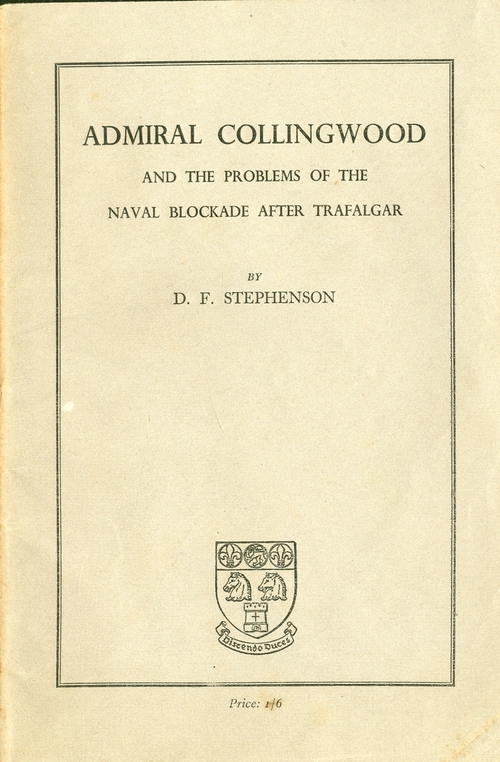 ADMIRAL COLLINGWOOD
AND THE PROBLEMS OF THE
NAVAL BLOCKADE AFTER TRAFALGAR
BY
D. F. STEPHENSON
Discendo Duces
Price: 1/6